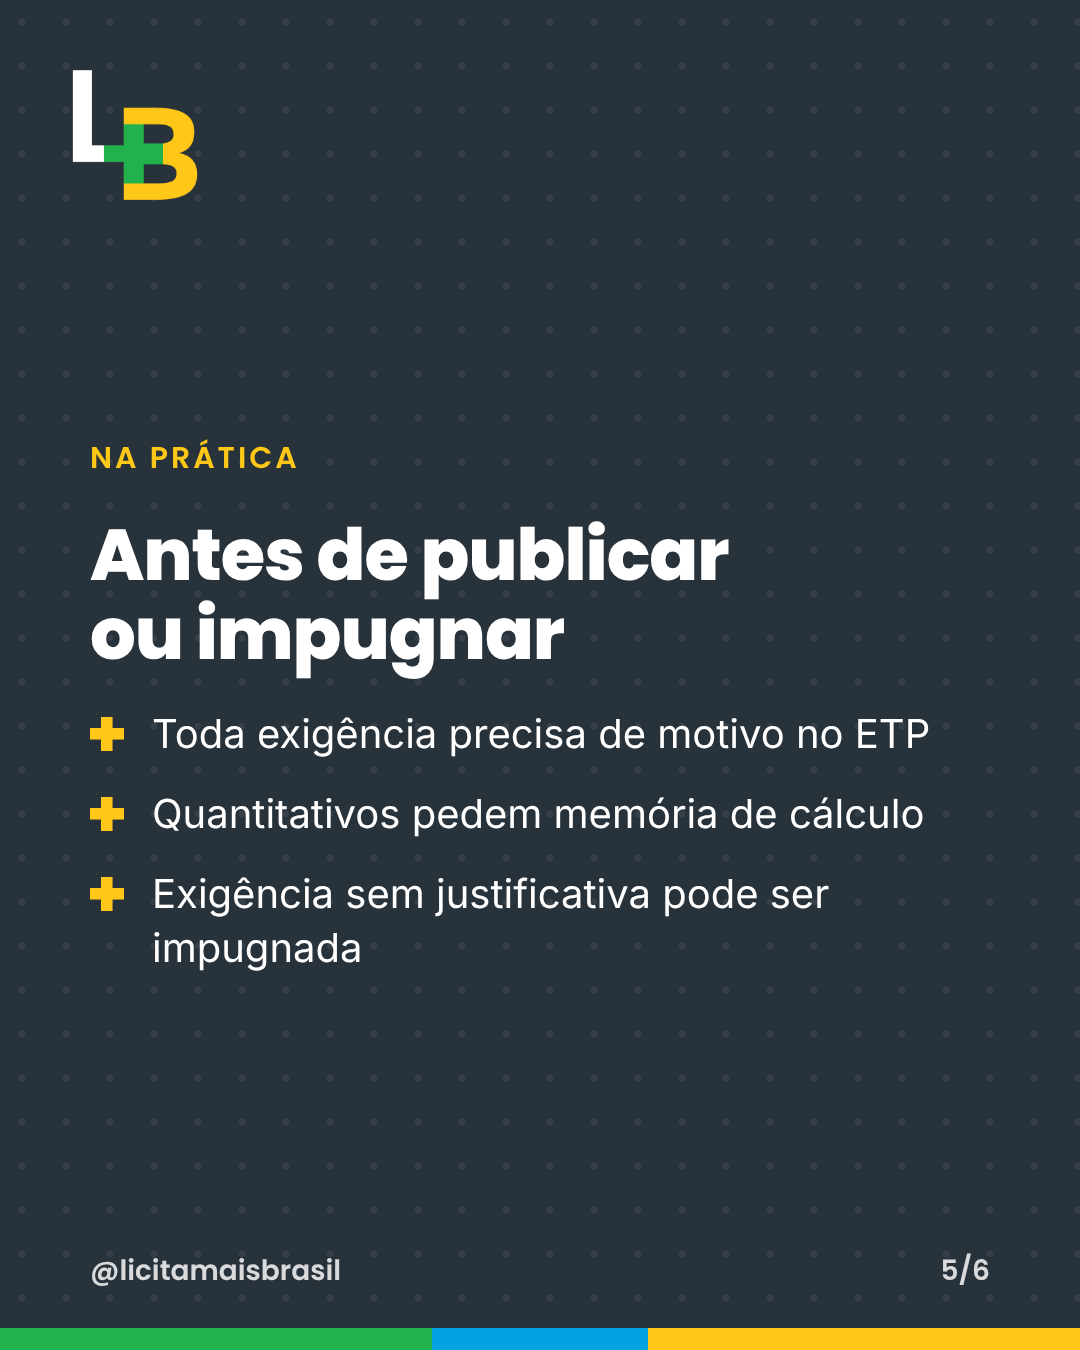 L+B
NA PRÁTICA
Antes de publicar
ou impugnar
Toda exigência precisa de motivo no ETP
Quantitativos pedem memória de cálculo
Exigência sem justificativa pode ser
impugnada
@licitamaisbrasil
5/6